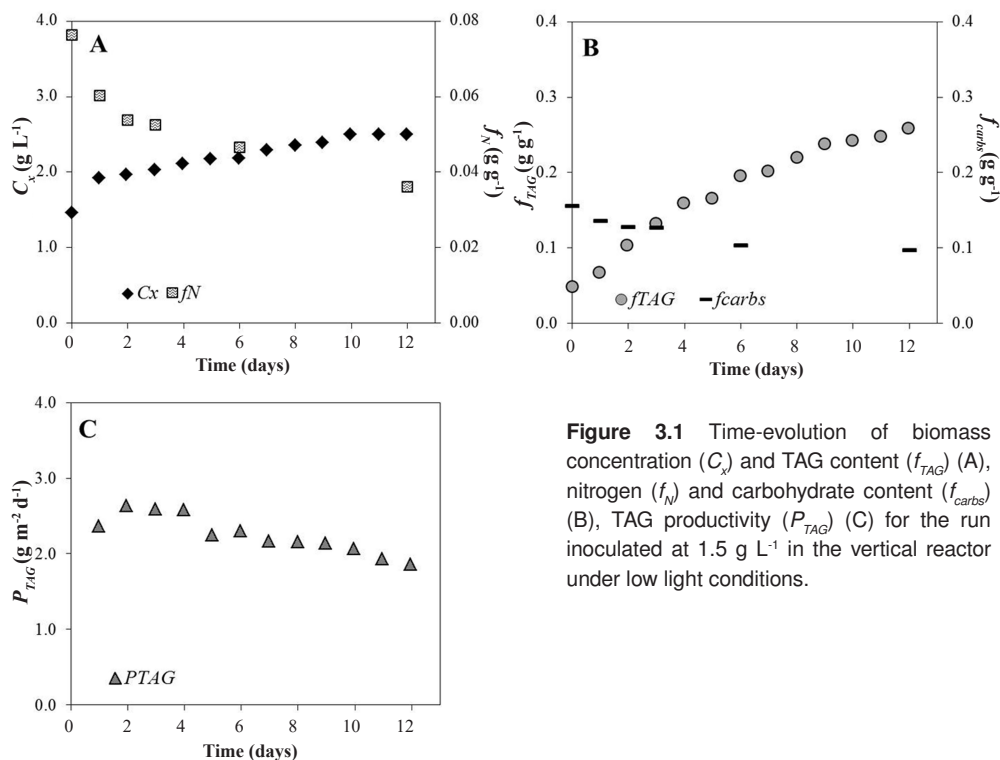 A
4.0
3.0
2.0
1.0
0.0
C_x (g L⁻¹)
0.08
0.06
0.04
0.02
0.00
f_N (g g⁻¹)
Cx fN
0 2 4 6 8 10 12
Time (days)
B
0.4
0.3
0.2
0.1
0.0
f_TAG (g g⁻¹)
0.4
0.3
0.2
0.1
0.0
f_carbs (g g⁻¹)
fTAG fcarbs
0 2 4 6 8 10 12
Time (days)
C
4.0
3.0
2.0
1.0
0.0
P_TAG (g m⁻² d⁻¹)
PTAG
0 2 4 6 8 10 12
Time (days)
Figure 3.1 Time-evolution of biomass
concentration (C_x) and TAG content (f_TAG) (A),
nitrogen (f_N) and carbohydrate content (f_carbs)
(B), TAG productivity (P_TAG) (C) for the run
inoculated at 1.5 g L⁻¹ in the vertical reactor
under low light conditions.